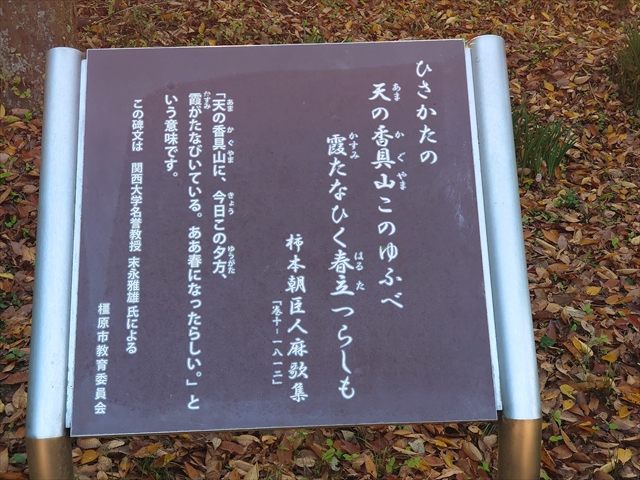 ひさかたの
天の香具山このゆふべ
霞たなひく春立つらしも
柿本朝臣人麻歌集
「巻十-一八一二」
「天の香具山に、今日この夕方、
霞がたなびいている。ああ春になったらしい。」と
いう意味です。
この碑文は 関西大学名誉教授 末永雅雄 氏による
橿原市教育委員会